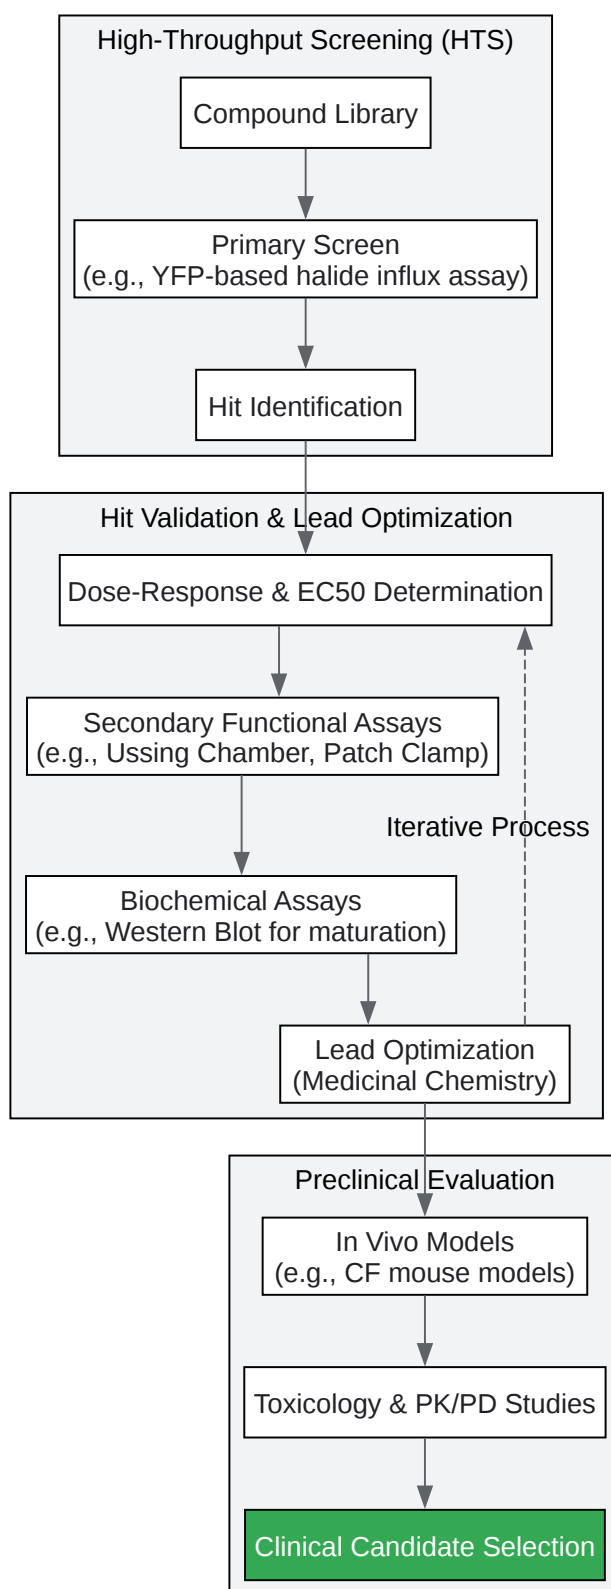 High-Throughput Screening (HTS)
Compound Library
Primary Screen
(e.g., YFP-based halide influx assay)
Hit Identification
Hit Validation & Lead Optimization
Dose-Response & EC50 Determination
Secondary Functional Assays
(e.g., Ussing Chamber, Patch Clamp)
Iterative Process
Biochemical Assays
(e.g., Western Blot for maturation)
Lead Optimization
(Medicinal Chemistry)
Preclinical Evaluation
In Vivo Models
(e.g., CF mouse models)
Toxicology & PK/PD Studies
Clinical Candidate Selection